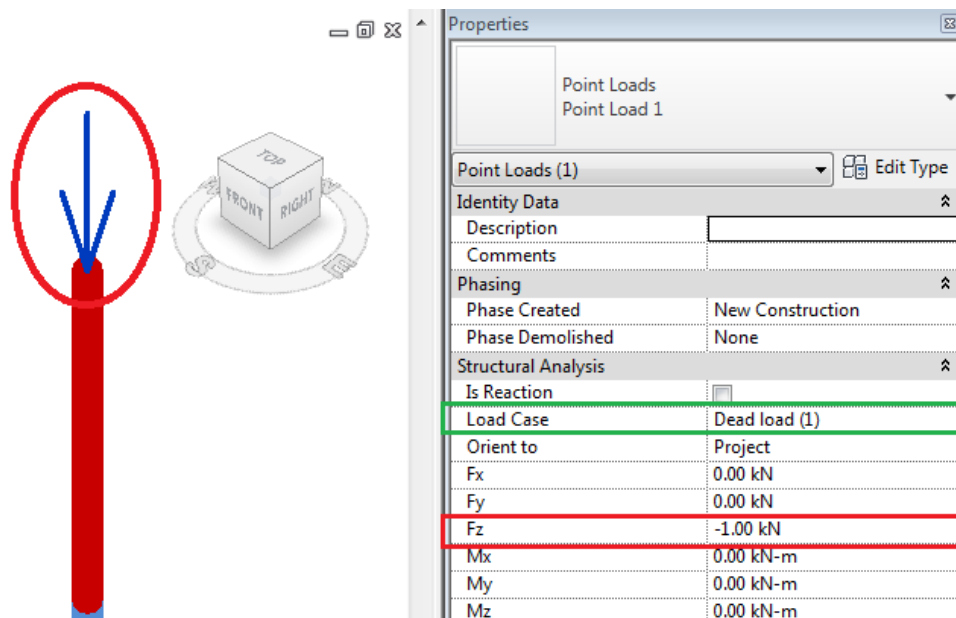 Properties
Point Loads
Point Load 1
Point Loads (1)
Edit Type
Identity Data
Description
Comments
Phasing
Phase Created New Construction
Phase Demolished None
Structural Analysis
Is Reaction
Load Case Dead load (1)
Orient to Project
Fx 0.00 kN
Fy 0.00 kN
Fz -1.00 kN
Mx 0.00 kN-m
My 0.00 kN-m
Mz 0.00 kN-m
TOP
FRONT RIGHT
S E